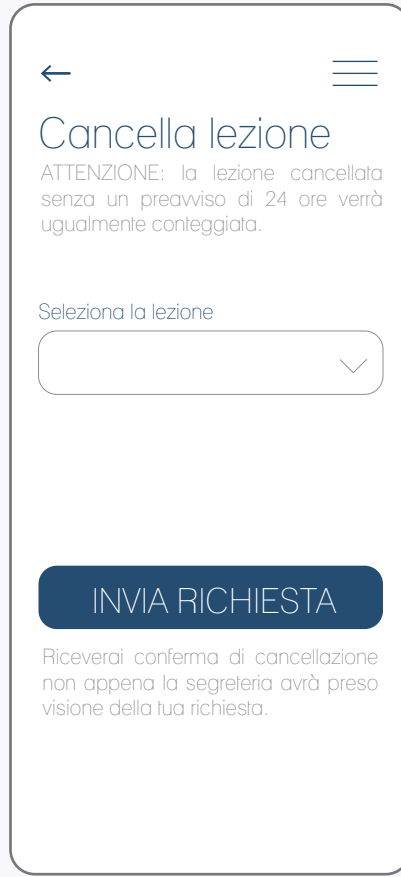 Cancella lezione
ATTENZIONE: la lezione cancellata
senza un preavviso di 24 ore verrà
ugualmente conteggiata.
Seleziona la lezione
INVIA RICHIESTA
Riceverai conferma di cancellazione
non appena la segreteria avrà preso
visione della tua richiesta.